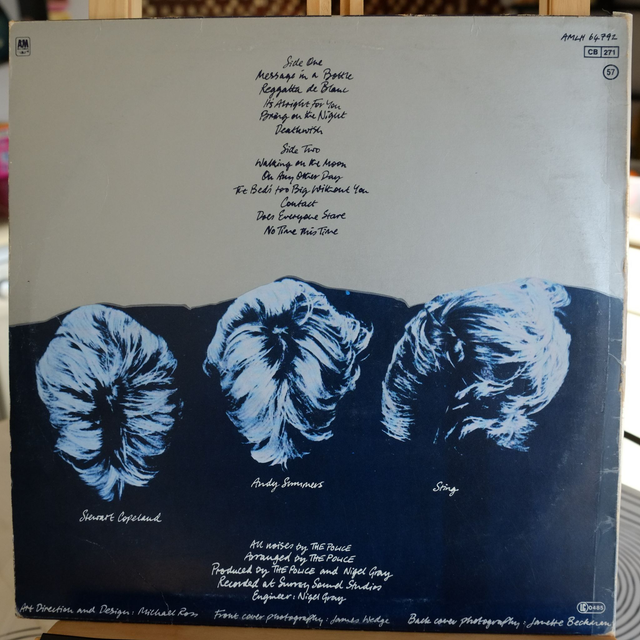 AM
AMLH 64792
CB 271
57
Side One
Message in a Bottle
Reggatta de Blanc
It's Alright For You
Bring on the Night
Deathwish
Side Two
Walking on the Moon
On Any Other Day
The Bed's too Big Without You
Contact
Does Everyone Stare
No Time This Time
Andy Summers
Sting
Stewart Copeland
All noises by THE POLICE
Arranged by THE POLICE
Produced by THE POLICE and Nigel Gray
Recorded at Surrey Sound Studios
Engineer: Nigel Gray
K 0485
Art Direction and Design: Michael Ross Front cover photography: James Wedge Back cover photography: Janette Beckman